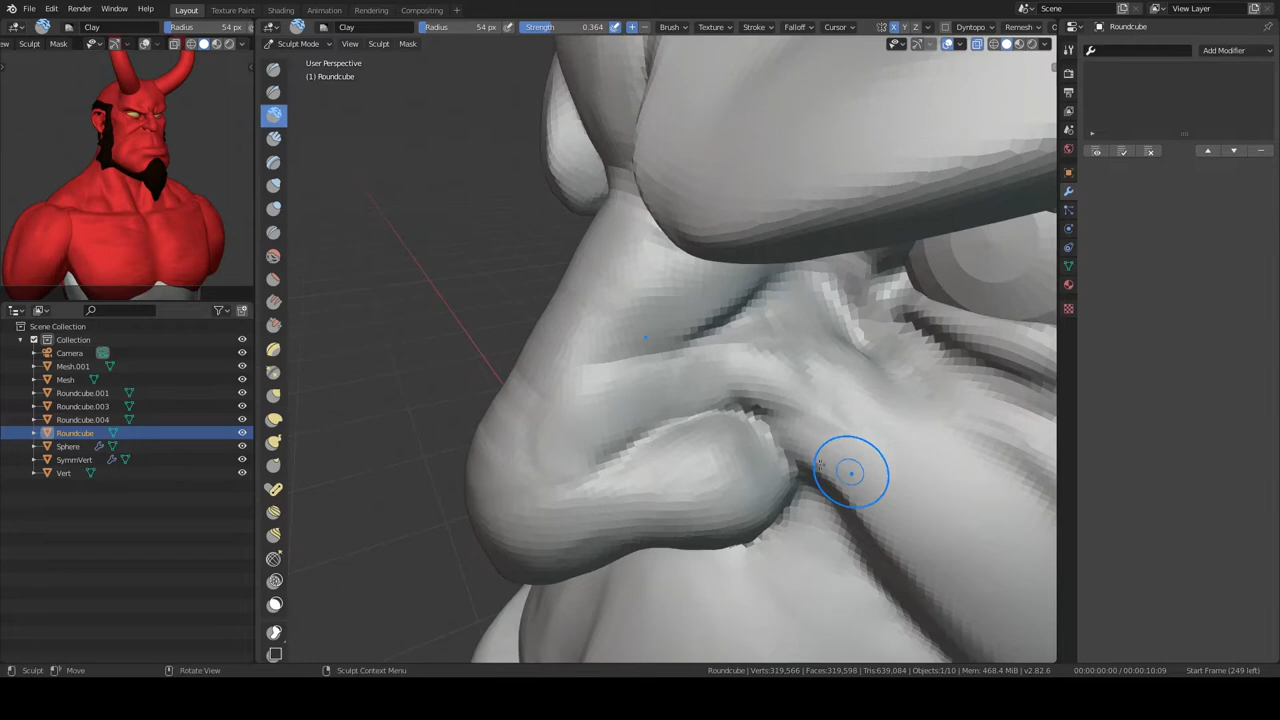 File Edit Render Window Help Layout Texture Paint Shading Animation Rendering Compositing Scene View Layer
Clay Radius 54 px Clay Radius 54 px Strength 0.364 Brush Texture Stroke Falloff Cursor X Y Z Dyntopo Remesh Roundcube
Sculpt Mask Sculpt Mode View Sculpt Mask Add Modifier
User Perspective
(1) Roundcube
Scene Collection
Collection
Camera
Mesh.001
Mesh
Roundcube.001
Roundcube.003
Roundcube.004
Roundcube
Sphere
SymmVert
Vert
Sculpt Move Rotate View Sculpt Context Menu Roundcube | Verts:319,566 | Faces:319,598 | Tris:639,084 | Objects:1/10 | Mem: 468.4 MiB | v2.82.6 00:00:00:00 / 00:00:10:09 Start Frame (249 left)